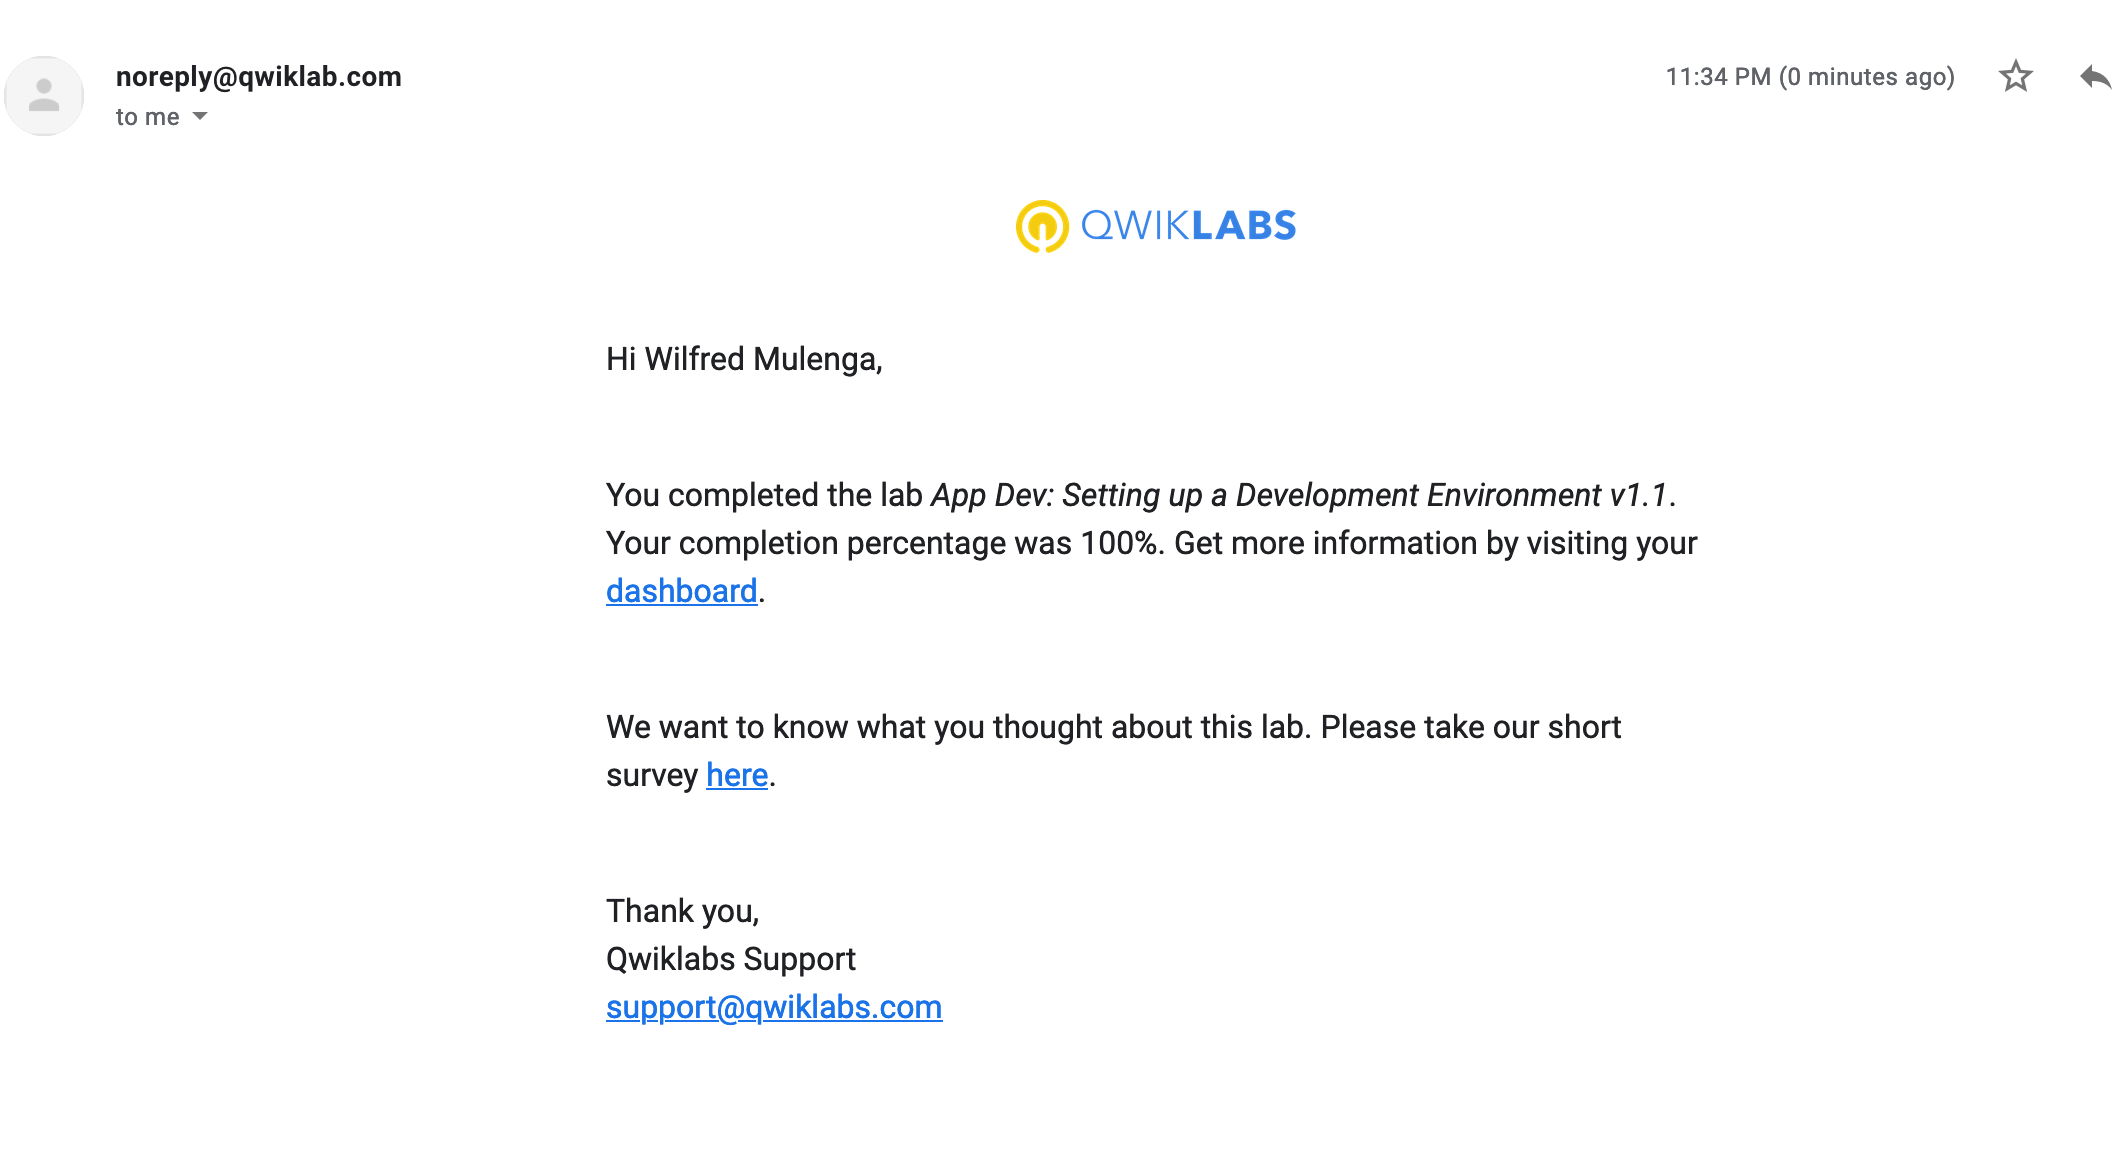 noreply@qwiklab.com
11:34 PM (0 minutes ago)
to me
QWIKLABS
Hi Wilfred Mulenga,
You completed the lab App Dev: Setting up a Development Environment v1.1.
Your completion percentage was 100%. Get more information by visiting your
dashboard.
We want to know what you thought about this lab. Please take our short
survey here.
Thank you,
Qwiklabs Support
support@qwiklabs.com